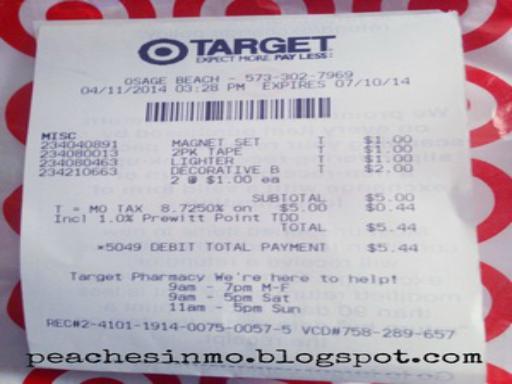 TARGET
EXPECT MORE. PAY LESS.
OSAGE BEACH - 573-302-7969
04/11/2014 03:28 PM EXPIRES 07/10/14
MISC
234040891 MAGNET SET T $1.00
234080013 2PK TAPE T $1.00
234080463 LIGHTER T $1.00
234210663 DECORATIVE B T $2.00
2 @ $1.00 ea
SUBTOTAL $5.00
T = MO TAX 8.7250% on $5.00 $0.44
Incl 1.0% Prewitt Point TDD
TOTAL $5.44
*5049 DEBIT TOTAL PAYMENT $5.44
Target Pharmacy We're here to help!
9am - 7pm M-F
9am - 5pm Sat
11am - 5pm Sun
REC#2-4101-1914-0075-0057-5 VCD#758-289-657
peachesinmo.blogspot.com